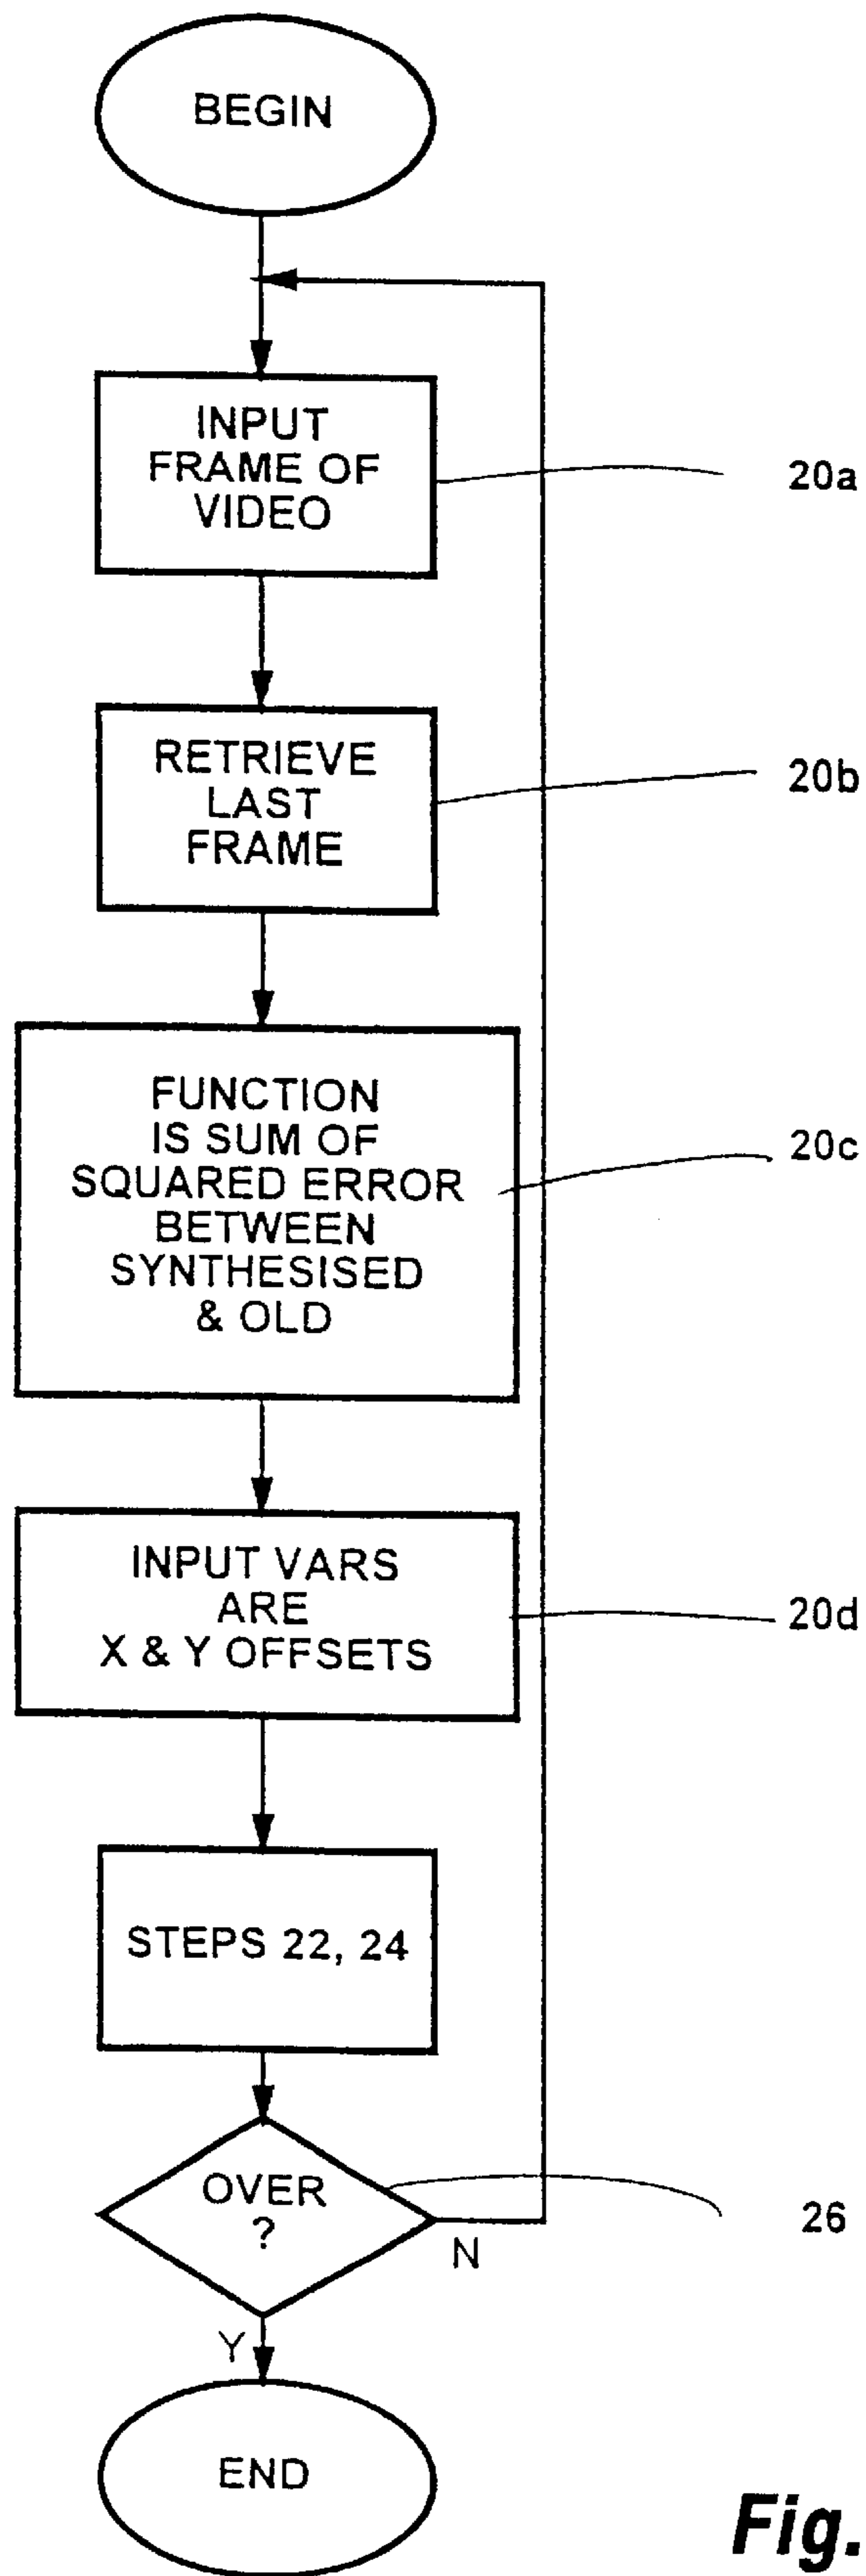 BEGIN
INPUT
FRAME OF
VIDEO
20a
RETRIEVE
LAST
FRAME
20b
FUNCTION
IS SUM OF
SQUARED ERROR
BETWEEN
SYNTHESISED
& OLD
20c
INPUT VARS
ARE
X & Y OFFSETS
20d
STEPS 22, 24
OVER
?
26
N
Y
END
Fig.